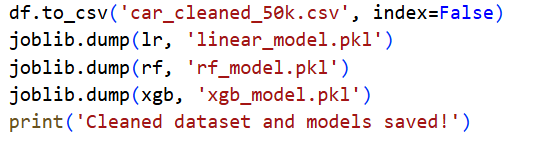 df.to_csv('car_cleaned_50k.csv', index=False)
joblib.dump(lr, 'linear_model.pkl')
joblib.dump(rf, 'rf_model.pkl')
joblib.dump(xgb, 'xgb_model.pkl')
print('Cleaned dataset and models saved!')